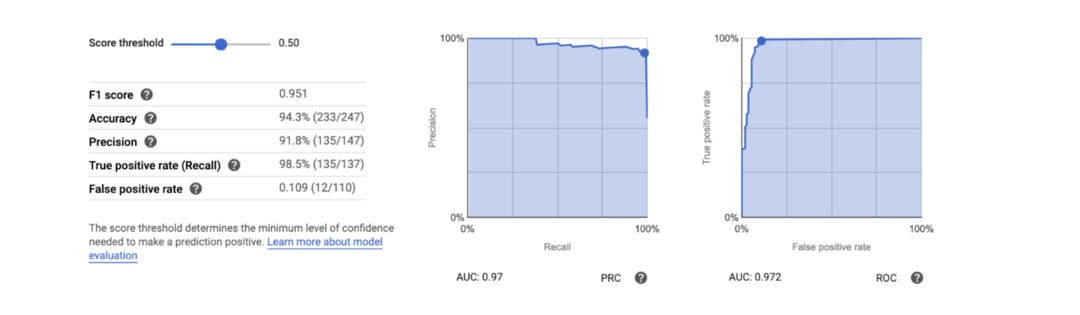 Score threshold 0.50
F1 score ? 0.951
Accuracy ? 94.3% (233/247)
Precision ? 91.8% (135/147)
True positive rate (Recall) ? 98.5% (135/137)
False positive rate ? 0.109 (12/110)
The score threshold determines the minimum level of confidence
needed to make a prediction positive. Learn more about model
evaluation
100%
Precision
0%
0% 100%
Recall
AUC: 0.97 PRC ?
100%
True positive rate
0%
0% 100%
False positive rate
AUC: 0.972 ROC ?